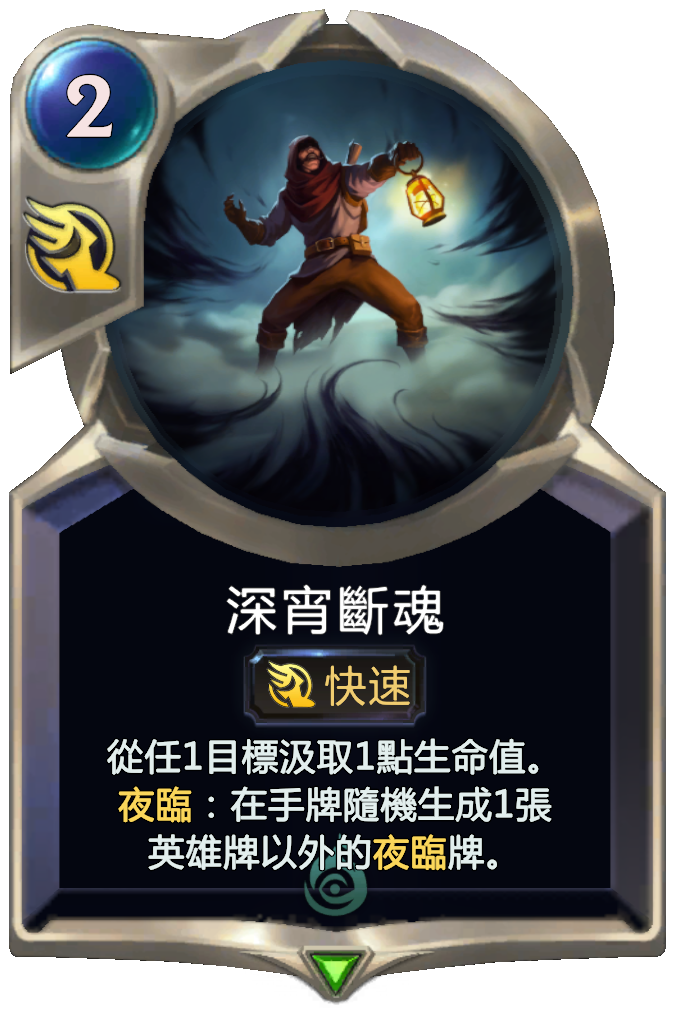 2
深宵斷魂
快速
從任1目標汲取1點生命值。
夜臨：在手牌隨機生成1張
英雄牌以外的夜臨牌。